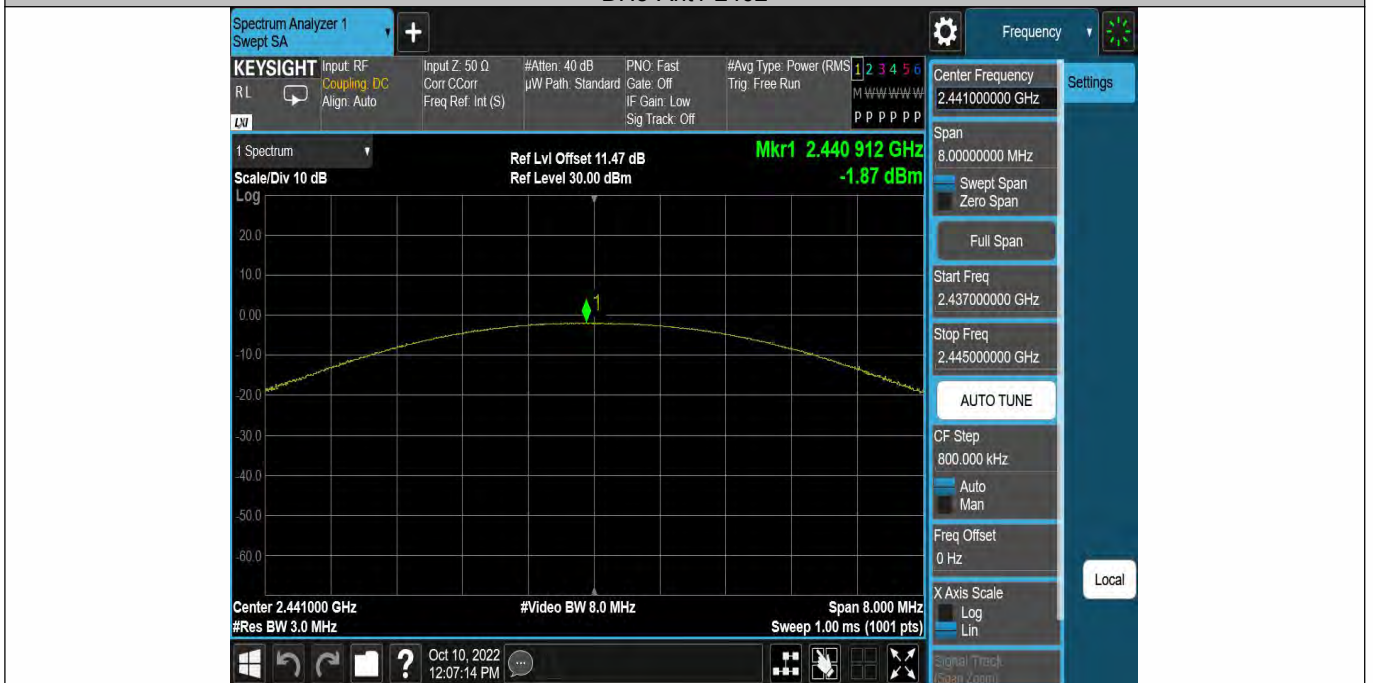 Spectrum Analyzer 1
Swept SA
Frequency
KEYSIGHT
RL
LXI
Input: RF
Coupling: DC
Align: Auto
Input Z: 50 Ω
Corr CCorr
Freq Ref: Int (S)
#Atten: 40 dB
µW Path: Standard
PNO: Fast
Gate: Off
IF Gain: Low
Sig Track: Off
#Avg Type: Power (RMS
Trig: Free Run
1 2 3 4 5 6
M W W W W W
P P P P P P
Center Frequency
2.441000000 GHz
Settings
1 Spectrum
Scale/Div 10 dB
Log
Ref Lvl Offset 11.47 dB
Ref Level 30.00 dBm
Mkr1 2.440 912 GHz
-1.87 dBm
20.0
10.0
0.00
-10.0
-20.0
-30.0
-40.0
-50.0
-60.0
1
Span
8.00000000 MHz
Swept Span
Zero Span
Full Span
Start Freq
2.437000000 GHz
Stop Freq
2.445000000 GHz
AUTO TUNE
CF Step
800.000 kHz
Auto
Man
Freq Offset
0 Hz
X Axis Scale
Log
Lin
Signal Track
(Span Zoom)
Local
Center 2.441000 GHz
#Res BW 3.0 MHz
#Video BW 8.0 MHz
Span 8.000 MHz
Sweep 1.00 ms (1001 pts)
?
Oct 10, 2022
12:07:14 PM